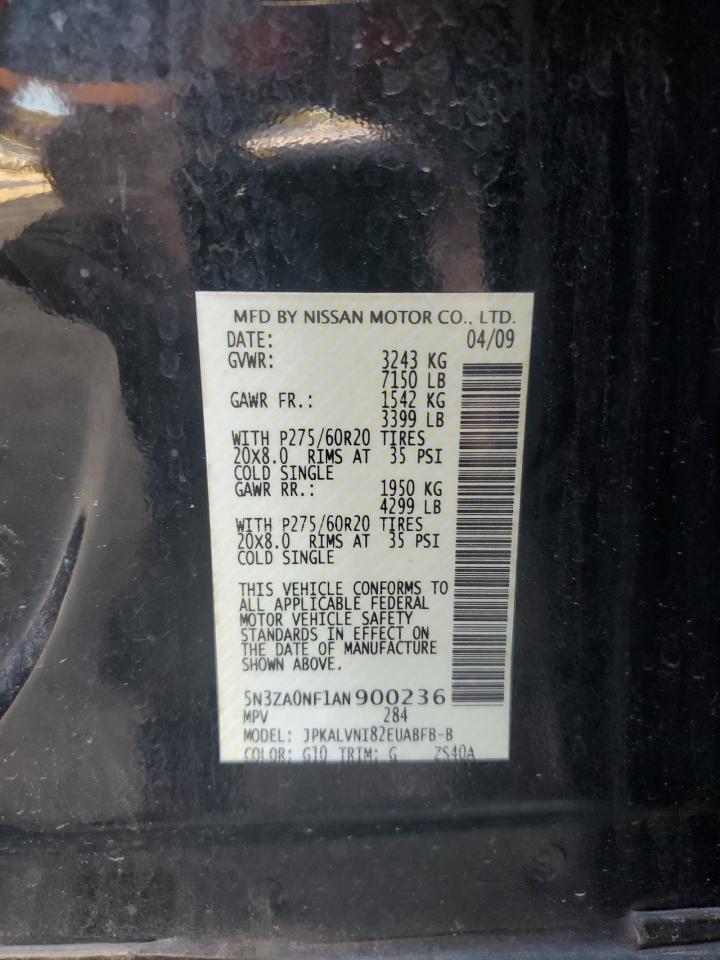 MFD BY NISSAN MOTOR CO., LTD.
DATE: 04/09
GVWR: 3243 KG
7150 LB
GAWR FR.: 1542 KG
3399 LB
WITH P275/60R20 TIRES
20X8.0 RIMS AT 35 PSI
COLD SINGLE
GAWR RR.: 1950 KG
4299 LB
WITH P275/60R20 TIRES
20X8.0 RIMS AT 35 PSI
COLD SINGLE
THIS VEHICLE CONFORMS TO
ALL APPLICABLE FEDERAL
MOTOR VEHICLE SAFETY
STANDARDS IN EFFECT ON
THE DATE OF MANUFACTURE
SHOWN ABOVE.
5N3ZA0NF1AN900236
MPV 284
MODEL: JPKALVNI82EUABFB-B
COLOR: G10 TRIM: G ZS40A